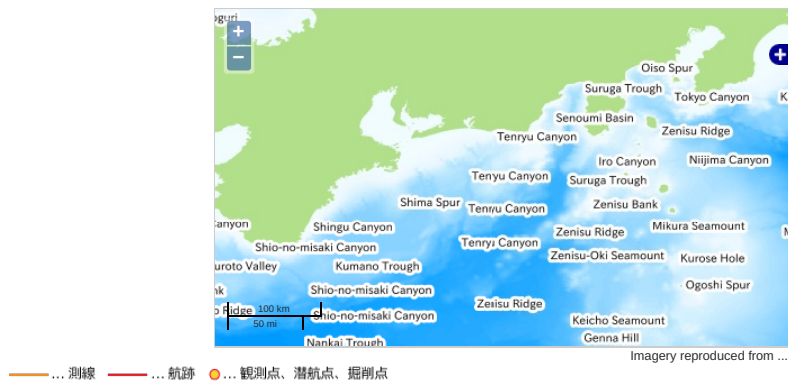 oguri
+
−
Oiso Spur
Suruga Trough
Tokyo Canyon
Senoumi Basin
Zenisu Ridge
Tenryu Canyon
Iro Canyon
Niijima Canyon
Tenyu Canyon
Suruga Trough
Shima Spur
Tenryu Canyon
Zenisu Bank
anyon
Shingu Canyon
Zenisu Ridge
Mikura Seamount
Shio-no-misaki Canyon
Tenryu Canyon
Zenisu-Oki Seamount
Kurose Hole
uroto Valley
Kumano Trough
Ogoshi Spur
nk
Shio-no-misaki Canyon
Zenisu Ridge
o Ridge
100 km
50 mi
Shio-no-misaki Canyon
Keicho Seamount
Nankai Trough
Genna Hill
Imagery reproduced from ...
... 測線 ... 航跡 ... 観測点、潜航点、掘削点